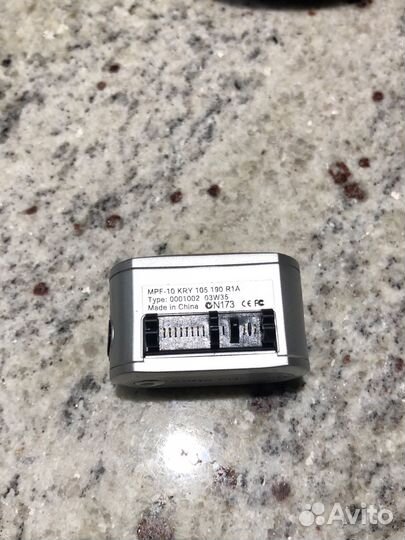 MPF-10 KRY 105 190 R1A
Type: 0001002 03W35
Made in China N173 CE FC
Avito